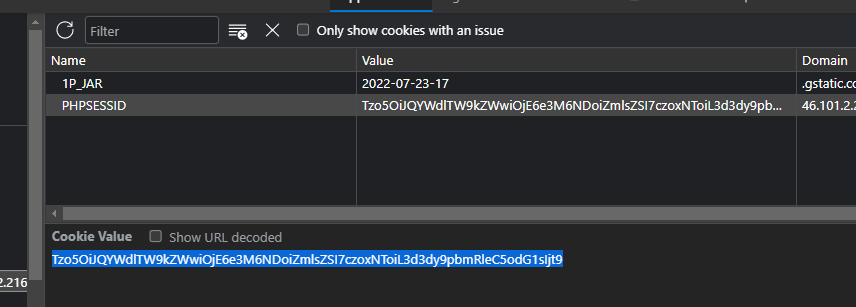 Filter
Only show cookies with an issue
Name Value Domain
1P_JAR 2022-07-23-17 .gstatic.co
PHPSESSID Tzo5OiJQYWdlTW9kZWwiOjE6e3M6NDoiZmlsZSI7czoxNToiL3d3dy9pb... 46.101.2.2
Cookie Value Show URL decoded
Tzo5OiJQYWdlTW9kZWwiOjE6e3M6NDoiZmlsZSI7czoxNToiL3d3dy9pbmRleC5odG1sIjt9
2.216